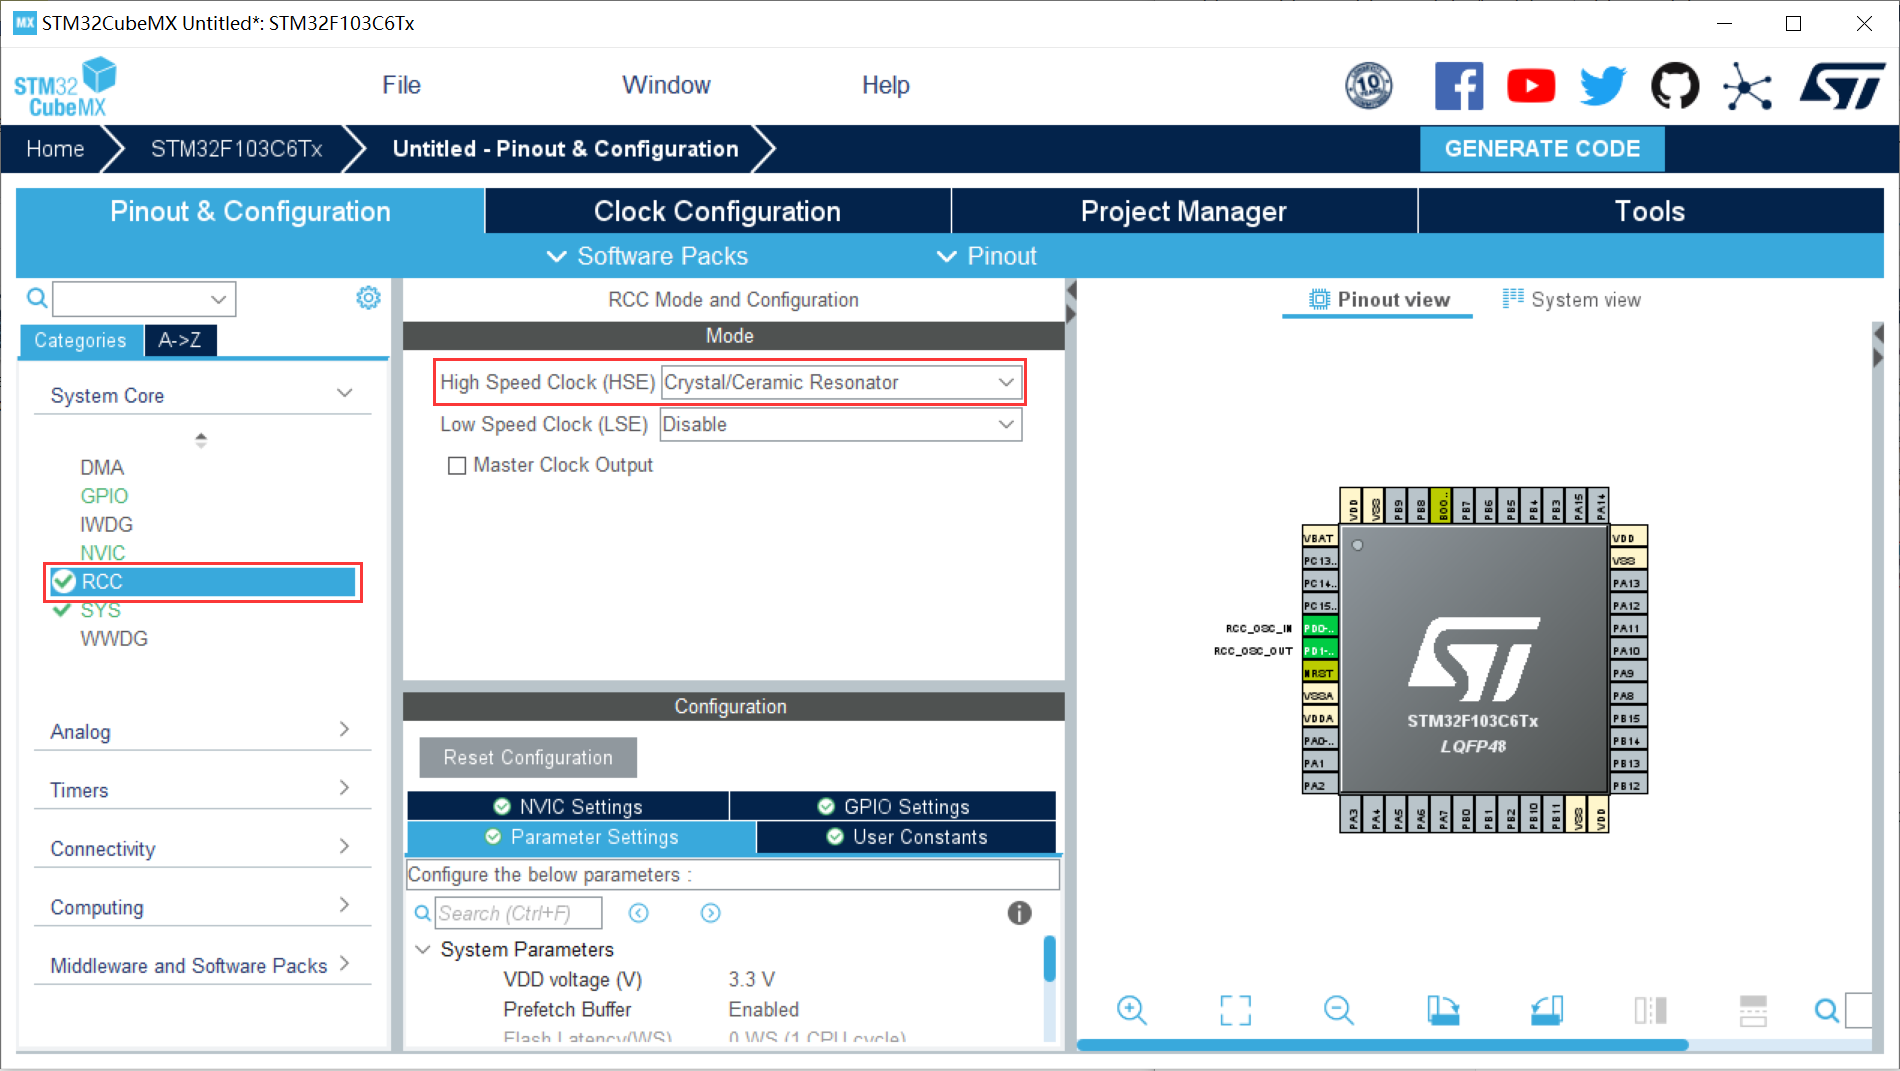 MX STM32CubeMX Untitled*: STM32F103C6Tx
STM32
CubeMX
File
Window
Help
10
YEARS
Home
STM32F103C6Tx
Untitled - Pinout & Configuration
GENERATE CODE
Pinout & Configuration
Clock Configuration
Project Manager
Tools
Software Packs
Pinout
Categories
A->Z
System Core
DMA
GPIO
IWDG
NVIC
RCC
SYS
WWDG
Analog
Timers
Connectivity
Computing
Middleware and Software Packs
RCC Mode and Configuration
Mode
High Speed Clock (HSE) Crystal/Ceramic Resonator
Low Speed Clock (LSE) Disable
Master Clock Output
Configuration
Reset Configuration
NVIC Settings
GPIO Settings
Parameter Settings
User Constants
Configure the below parameters :
Search (Ctrl+F)
System Parameters
VDD voltage (V) 3.3 V
Prefetch Buffer Enabled
Flash Latency(WS) 0 WS (1 CPU cycle)
Pinout view
System view
VDD
VSS
PB9
PB8
BOO..
PB7
PB6
PB5
PB4
PB3
PA15
PA14
VBAT
PC13..
PC14..
PC15..
RCC_OSC_IN PD0-..
RCC_OSC_OUT PD1-..
NRST
VSSA
VDDA
PA0-..
PA1
PA2
VDD
VSS
PA13
PA12
PA11
PA10
PA9
PA8
PB15
PB14
PB13
PB12
ST
STM32F103C6Tx
LQFP48
PA3
PA4
PA5
PA6
PA7
PB0
PB1
PB2
PB10
PB11
VSS
VDD